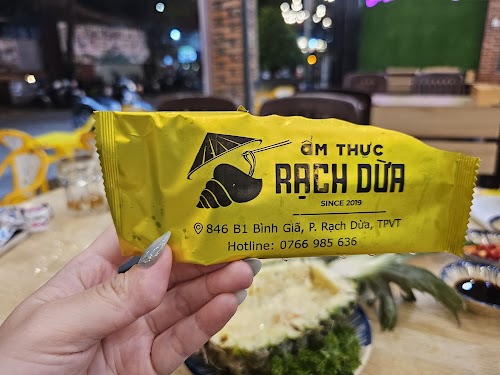 ẨM THỰC
RẠCH DỪA
SINCE 2019
846 B1 Bình Giã, P. Rạch Dừa, TPVT
Hotline: 0766 985 636